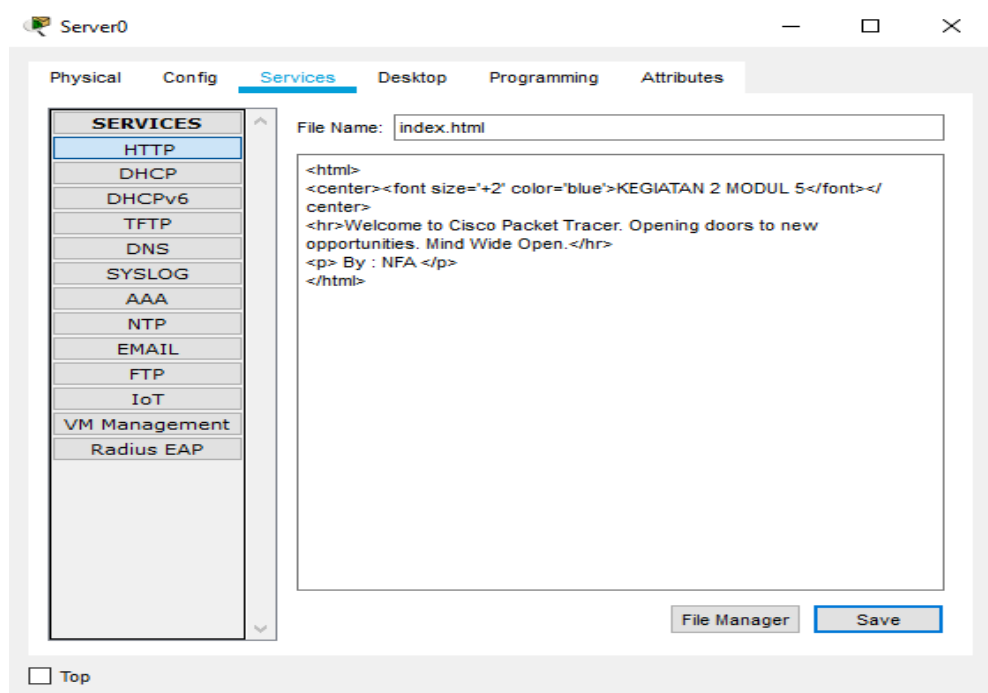 Server0
Physical Config Services Desktop Programming Attributes
SERVICES
HTTP
DHCP
DHCPv6
TFTP
DNS
SYSLOG
AAA
NTP
EMAIL
FTP
IoT
VM Management
Radius EAP
File Name: index.html
<html>
<center><font size='+2' color='blue'>KEGIATAN 2 MODUL 5</font></
center>
<hr>Welcome to Cisco Packet Tracer. Opening doors to new
opportunities. Mind Wide Open.</hr>
<p> By : NFA </p>
</html>
File Manager Save
Top